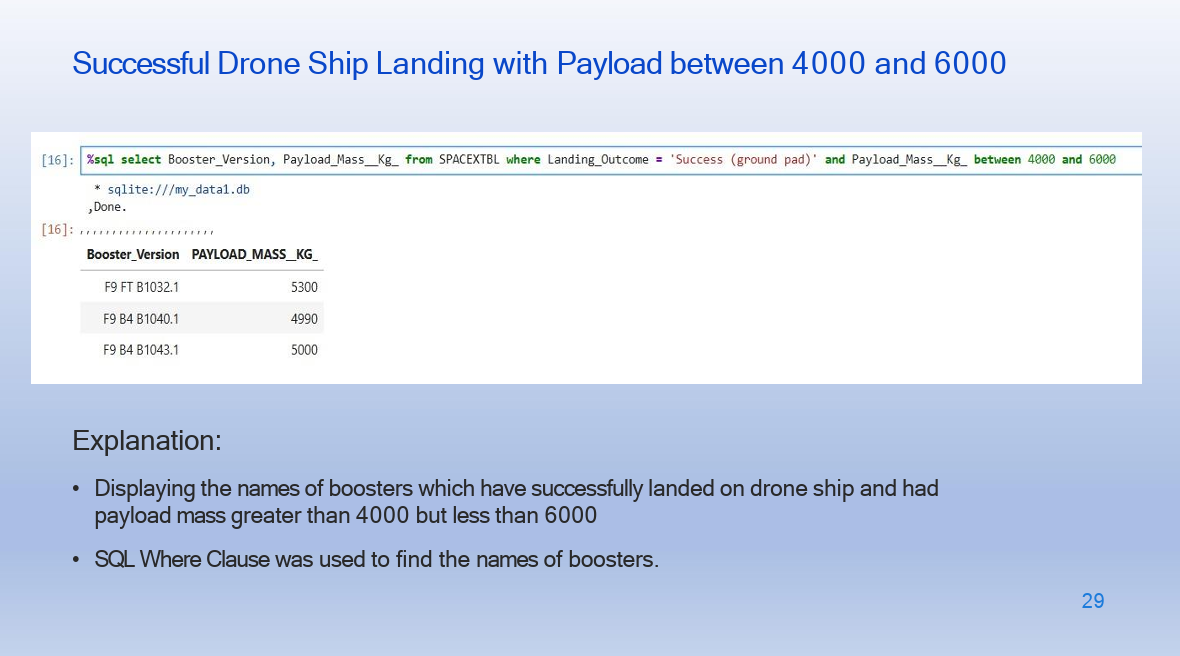 Successful Drone Ship Landing with Payload between 4000 and 6000
[16]: %sql select Booster_Version, Payload_Mass__Kg_ from SPACEXTBL where Landing_Outcome = 'Success (ground pad)' and Payload_Mass__Kg_ between 4000 and 6000
* sqlite:///my_data1.db
,Done.
[16]: ,,,,,,,,,,,,,,,,,,,,,
Booster_Version PAYLOAD_MASS__KG_
F9 FT B1032.1 5300
F9 B4 B1040.1 4990
F9 B4 B1043.1 5000
Explanation:
• Displaying the names of boosters which have successfully landed on drone ship and had
payload mass greater than 4000 but less than 6000
• SQL Where Clause was used to find the names of boosters.
29